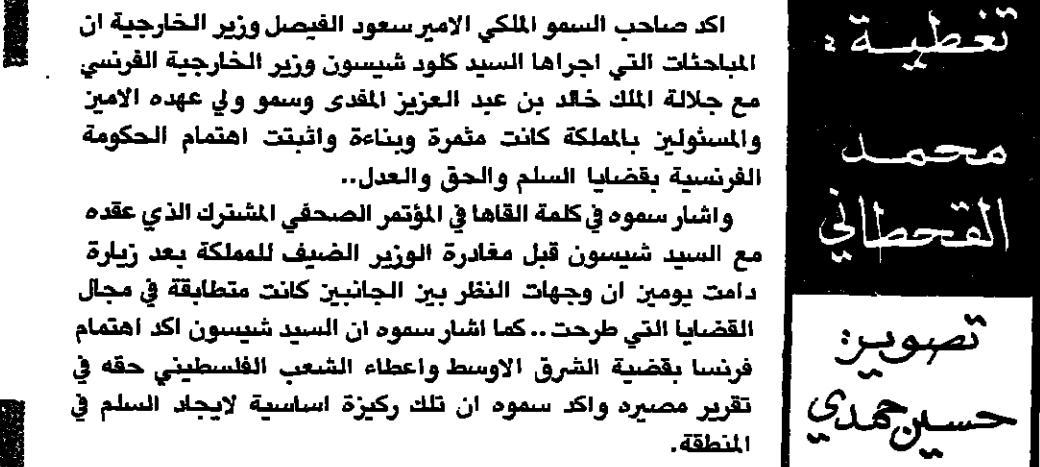 تغطيـة :
محمـد
القحطاني
تصويـر:
حسين حمدي
اكد صاحب السمو الملكي الامير سعود الفيصل وزير الخارجية ان
المباحثات التي اجراها السيد كلود شيسون وزير الخارجية الفرنسي
مع جلالة الملك خالد بن عبد العزيز المفدى وسمو ولي عهده الامين
والمسئولين بالمملكة كانت مثمرة وبناءة واثبتت اهتمام الحكومة
الفرنسية بقضايا السلم والحق والعدل..
واشار سموه في كلمة القاها في المؤتمر الصحفي المشترك الذي عقده
مع السيد شيسون قبل مغادرة الوزير الضيف للمملكة بعد زيارة
دامت يومين ان وجهات النظر بين الجانبين كانت متطابقة في مجال
القضايا التي طرحت .. كما اشار سموه ان السيد شيسون اكد اهتمام
فرنسا بقضية الشرق الاوسط واعطاء الشعب الفلسطيني حقه في
تقرير مصيره واكد سموه ان تلك ركيزة اساسية لايجاد السلم في
المنطقة.